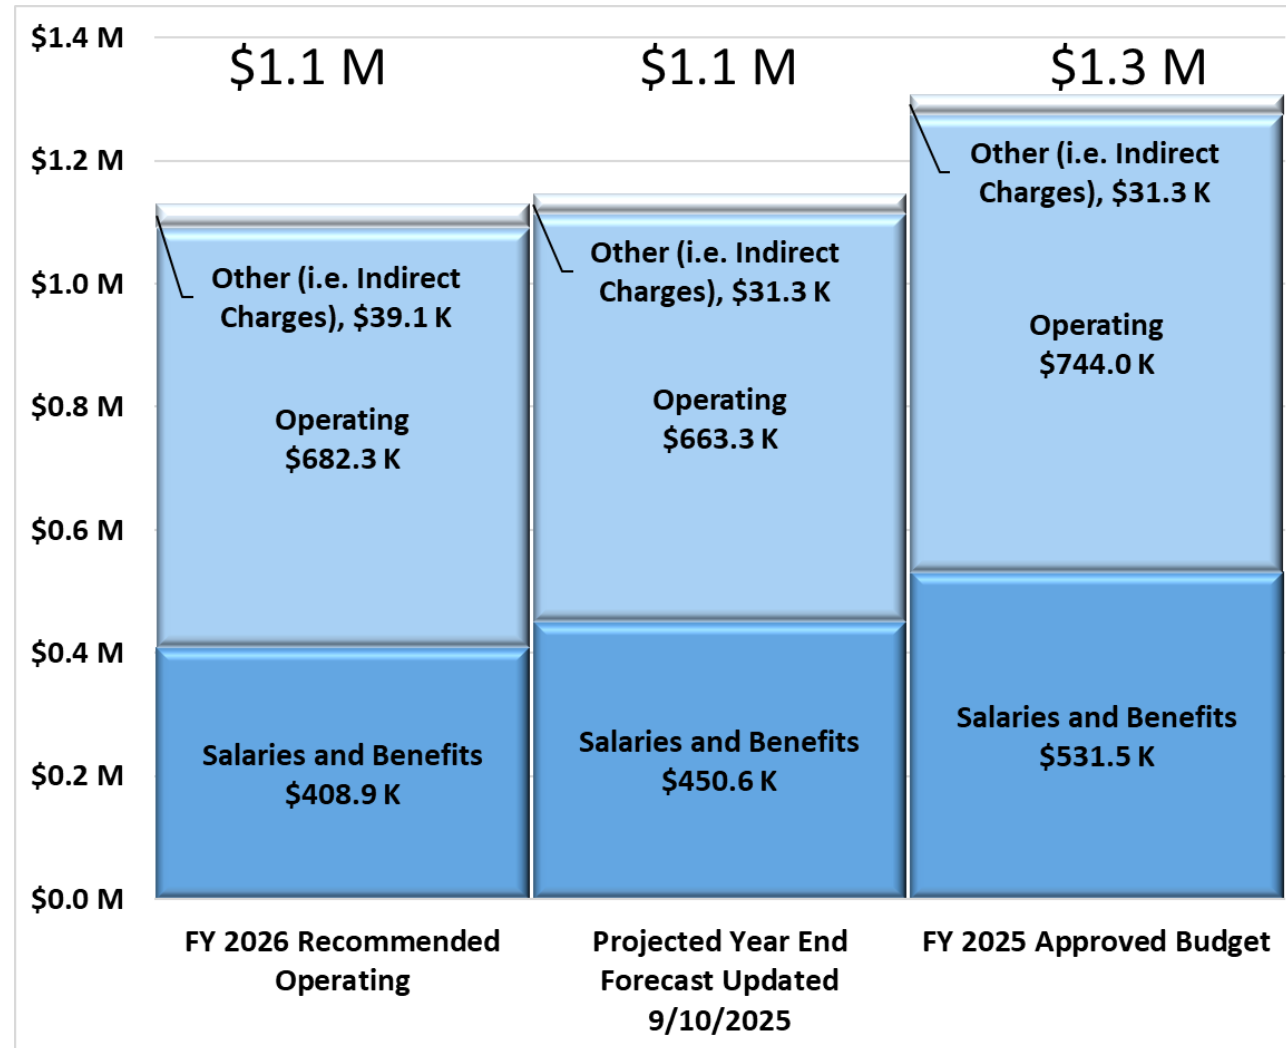 $1.4 M
$1.2 M
$1.0 M
$0.8 M
$0.6 M
$0.4 M
$0.2 M
$0.0 M
$1.1 M
Other (i.e. Indirect
Charges), $39.1 K
Operating
$682.3 K
Salaries and Benefits
$408.9 K
FY 2026 Recommended
Operating
$1.1 M
Other (i.e. Indirect
Charges), $31.3 K
Operating
$663.3 K
Salaries and Benefits
$450.6 K
Projected Year End
Forecast Updated
9/10/2025
$1.3 M
Other (i.e. Indirect
Charges), $31.3 K
Operating
$744.0 K
Salaries and Benefits
$531.5 K
FY 2025 Approved Budget